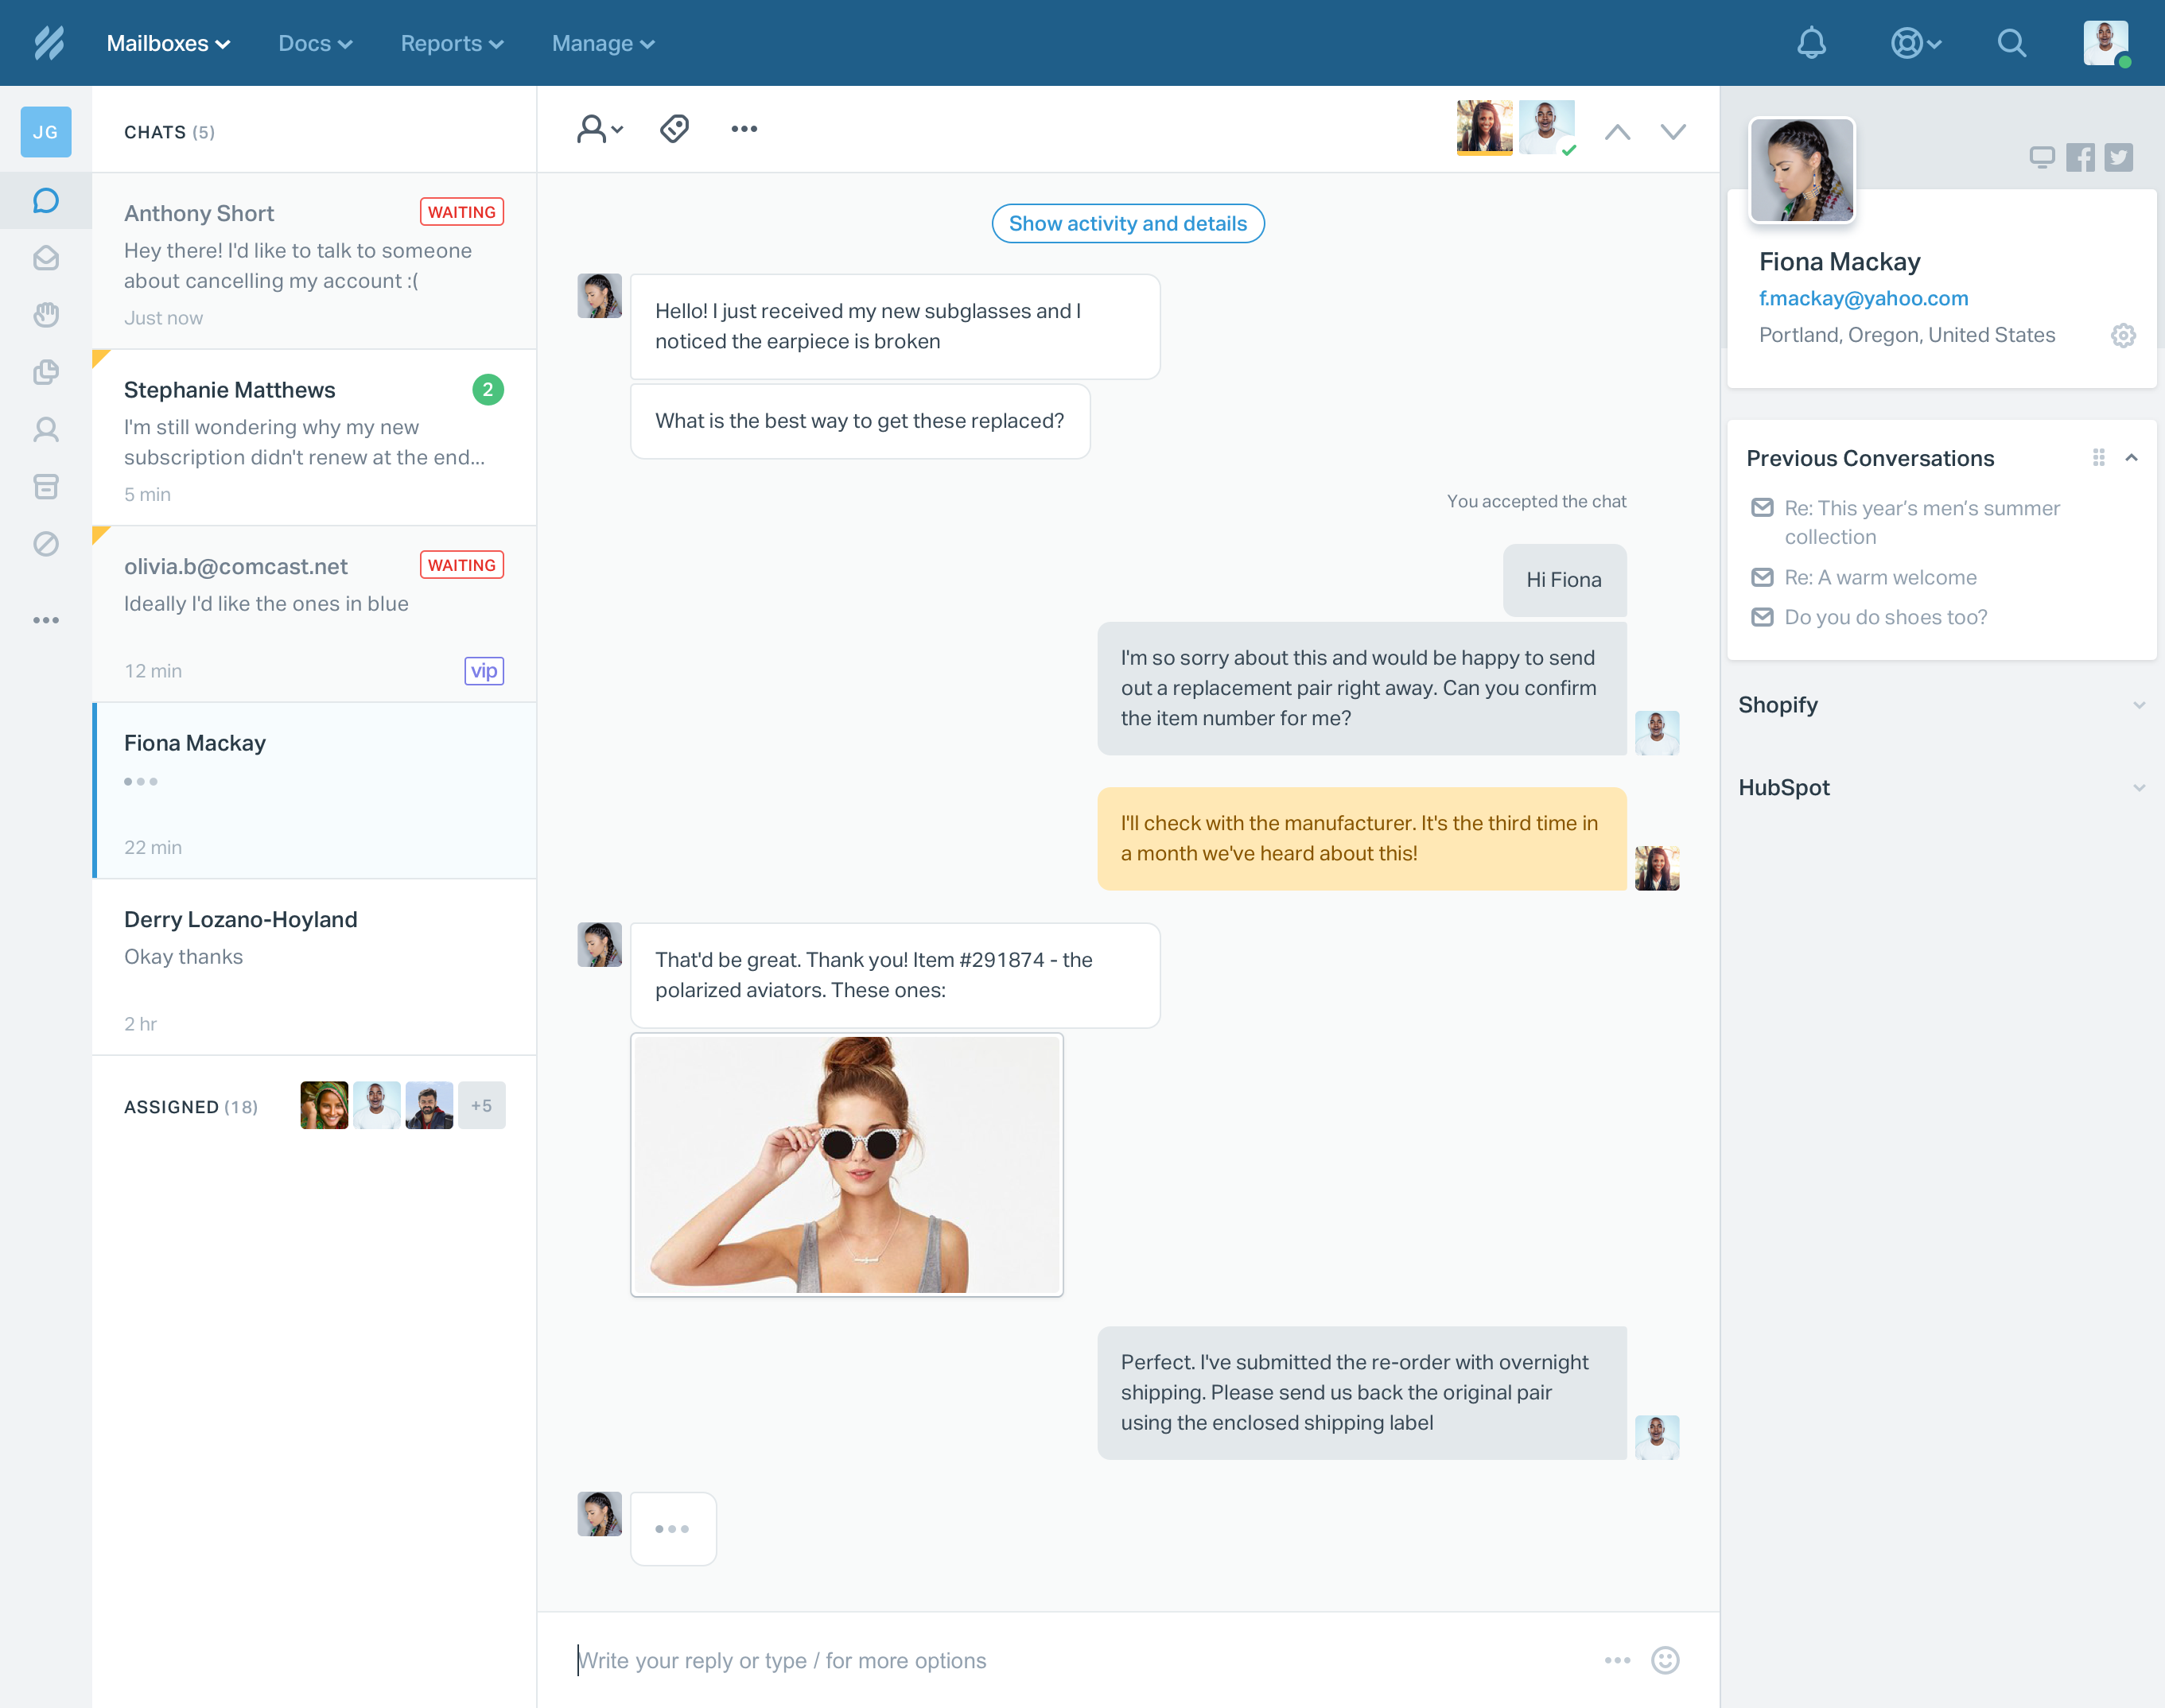 Mailboxes
Docs
Reports
Manage
JG
CHATS (5)
Anthony Short
WAITING
Hey there! I'd like to talk to someone
about cancelling my account :(
Just now
Stephanie Matthews
2
I'm still wondering why my new
subscription didn't renew at the end...
5 min
olivia.b@comcast.net
WAITING
Ideally I'd like the ones in blue
12 min
vip
Fiona Mackay
22 min
Derry Lozano-Hoyland
Okay thanks
2 hr
ASSIGNED (18)
+5
Show activity and details
Hello! I just received my new subglasses and I
noticed the earpiece is broken
What is the best way to get these replaced?
You accepted the chat
Hi Fiona
I'm so sorry about this and would be happy to send
out a replacement pair right away. Can you confirm
the item number for me?
I'll check with the manufacturer. It's the third time in
a month we've heard about this!
That'd be great. Thank you! Item #291874 - the
polarized aviators. These ones:
Perfect. I've submitted the re-order with overnight
shipping. Please send us back the original pair
using the enclosed shipping label
Write your reply or type / for more options
Fiona Mackay
f.mackay@yahoo.com
Portland, Oregon, United States
Previous Conversations
Re: This year’s men’s summer
collection
Re: A warm welcome
Do you do shoes too?
Shopify
HubSpot